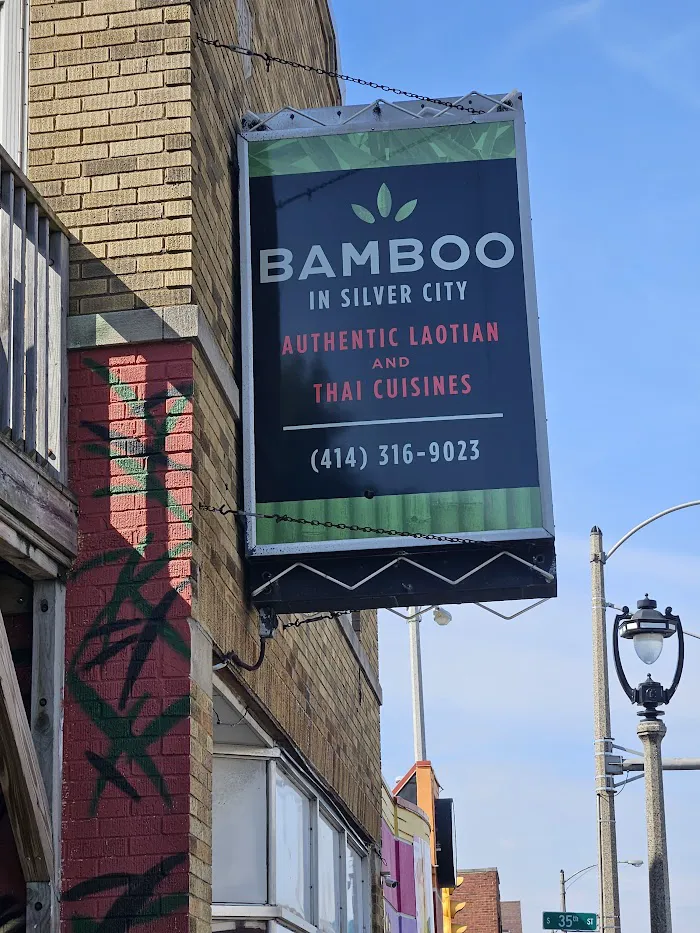 BAMBOO
IN SILVER CITY
AUTHENTIC LAOTIAN
AND
THAI CUISINES
(414) 316-9023
S 35th ST